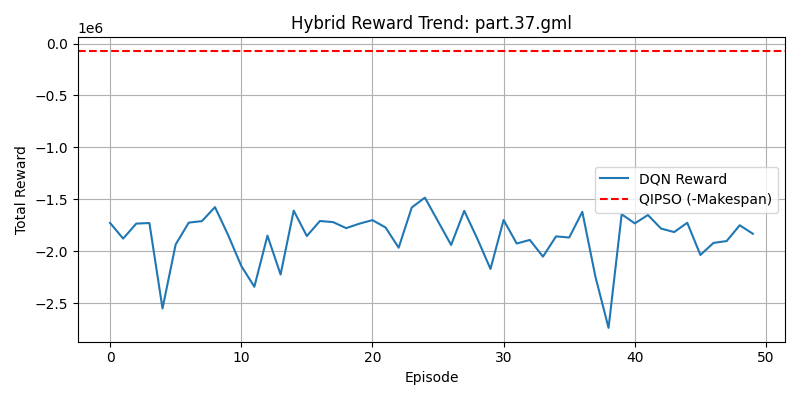 Hybrid Reward Trend: part.37.gml
1e6
0.0
−0.5
−1.0
−1.5
−2.0
−2.5
Total Reward
DQN Reward
QIPSO (-Makespan)
0 10 20 30 40 50
Episode